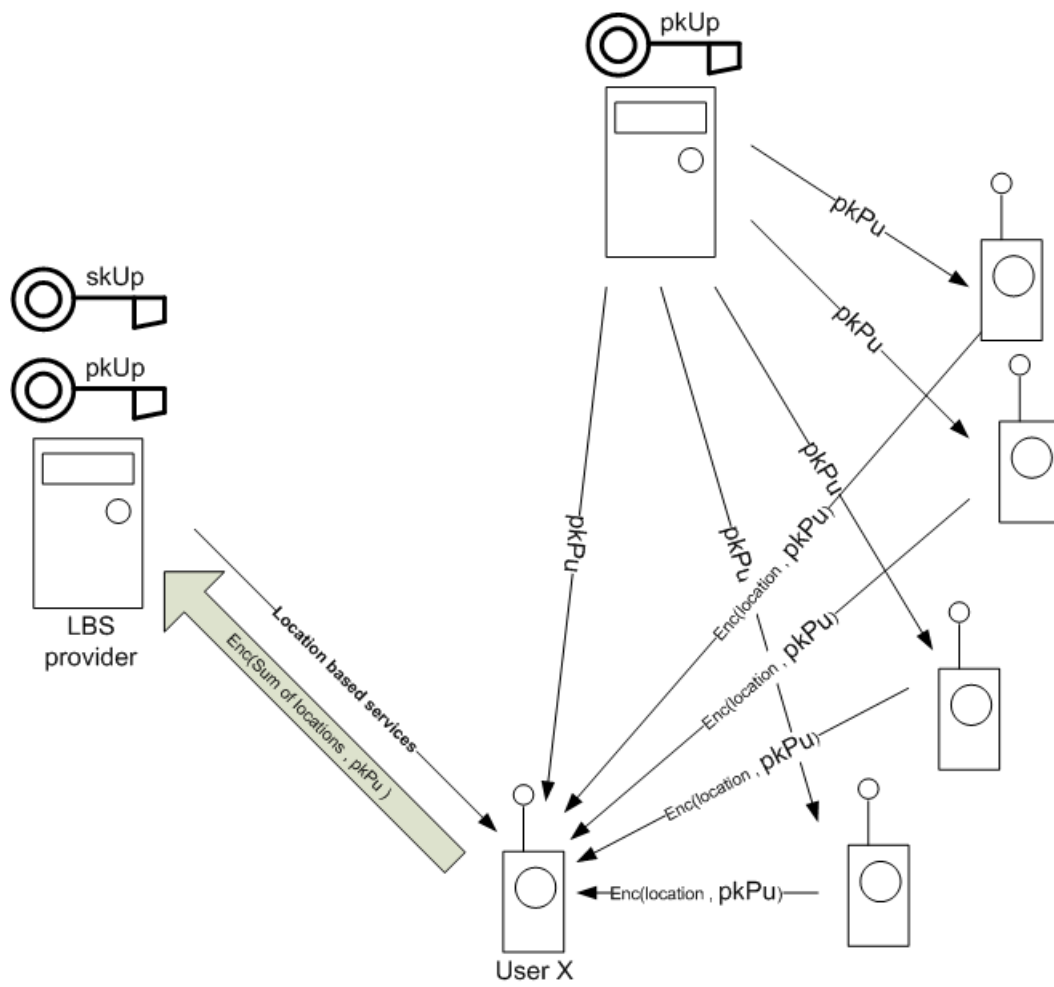 pkUp
pkPu
pkPu
skUp
pkUp
pkPu
pkPu
pkPu
Enc(location , pkPu)
Enc(location , pkPu)
Enc(location , pkPu)
Enc(location , pkPu)
LBS
provider
Location based services
Enc(Sum of locations , pkPu )
User X